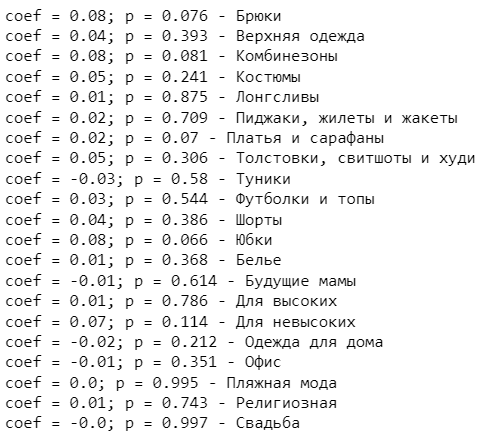 coef = 0.08; p = 0.076 - Брюки
coef = 0.04; p = 0.393 - Верхняя одежда
coef = 0.08; p = 0.081 - Комбинезоны
coef = 0.05; p = 0.241 - Костюмы
coef = 0.01; p = 0.875 - Лонгсливы
coef = 0.02; p = 0.709 - Пиджаки, жилеты и жакеты
coef = 0.02; p = 0.07 - Платья и сарафаны
coef = 0.05; p = 0.306 - Толстовки, свитшоты и худи
coef = -0.03; p = 0.58 - Туники
coef = 0.03; p = 0.544 - Футболки и топы
coef = 0.04; p = 0.386 - Шорты
coef = 0.08; p = 0.066 - Юбки
coef = 0.01; p = 0.368 - Белье
coef = -0.01; p = 0.614 - Будущие мамы
coef = 0.01; p = 0.786 - Для высоких
coef = 0.07; p = 0.114 - Для невысоких
coef = -0.02; p = 0.212 - Одежда для дома
coef = -0.01; p = 0.351 - Офис
coef = 0.0; p = 0.995 - Пляжная мода
coef = 0.01; p = 0.743 - Религиозная
coef = -0.0; p = 0.997 - Свадьба